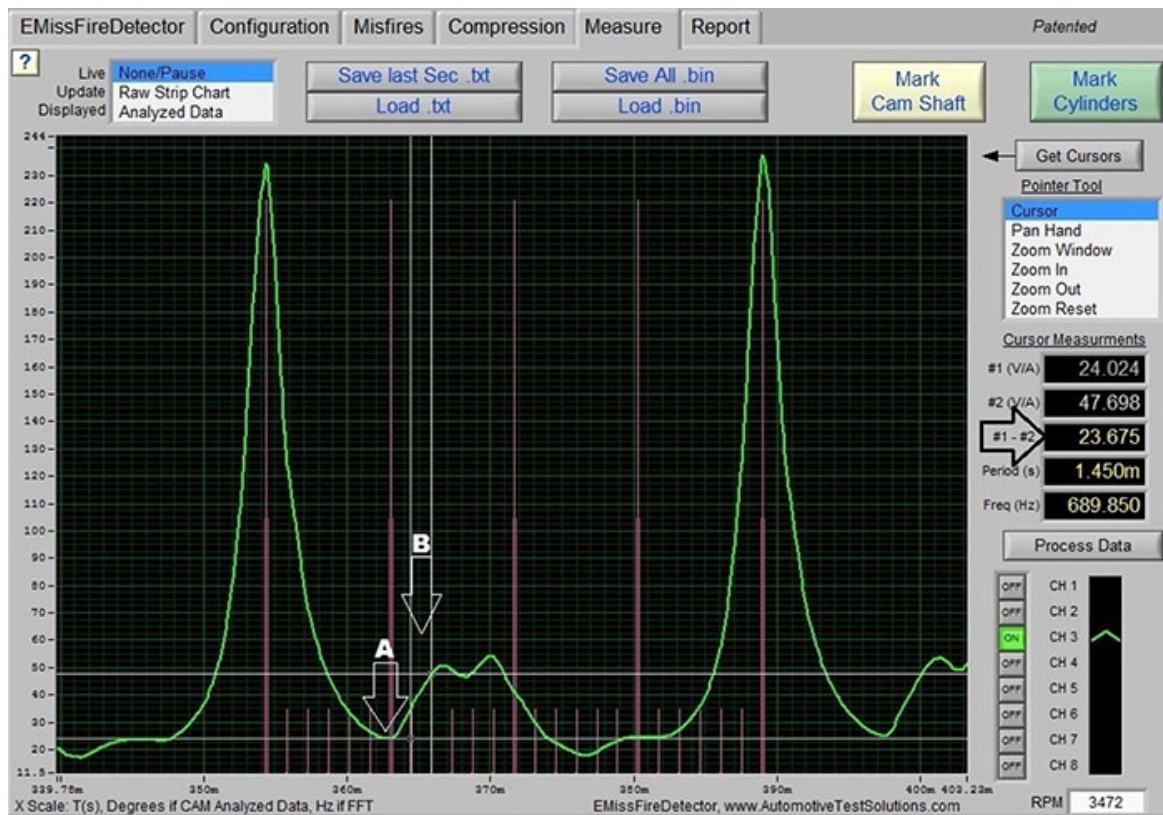 EMissFireDetector Configuration Misfires Compression Measure Report Patented
?
Live
Update
Displayed
None/Pause
Raw Strip Chart
Analyzed Data
Save last Sec .txt
Load .txt
Save All .bin
Load .bin
Mark
Cam Shaft
Mark
Cylinders
244
230
220
210
200
190
180
170
160
150
140
130
120
110
100
90
80
70
60
50
40
30
20
11.5
B
A
339.78m 350m 360m 370m 380m 390m 400m 403.23m
X Scale: T(s), Degrees if CAM Analyzed Data, Hz if FFT
EMissFireDetector, www.AutomotiveTestSolutions.com
Get Cursors
Pointer Tool
Cursor
Pan Hand
Zoom Window
Zoom In
Zoom Out
Zoom Reset
Cursor Measurments
#1 (V/A) 24.024
#2 (V/A) 47.698
#1 - #2 23.675
Period (s) 1.450m
Freq (Hz) 689.850
Process Data
OFF CH 1
OFF CH 2
ON CH 3
OFF CH 4
OFF CH 5
OFF CH 6
OFF CH 7
OFF CH 8
RPM 3472